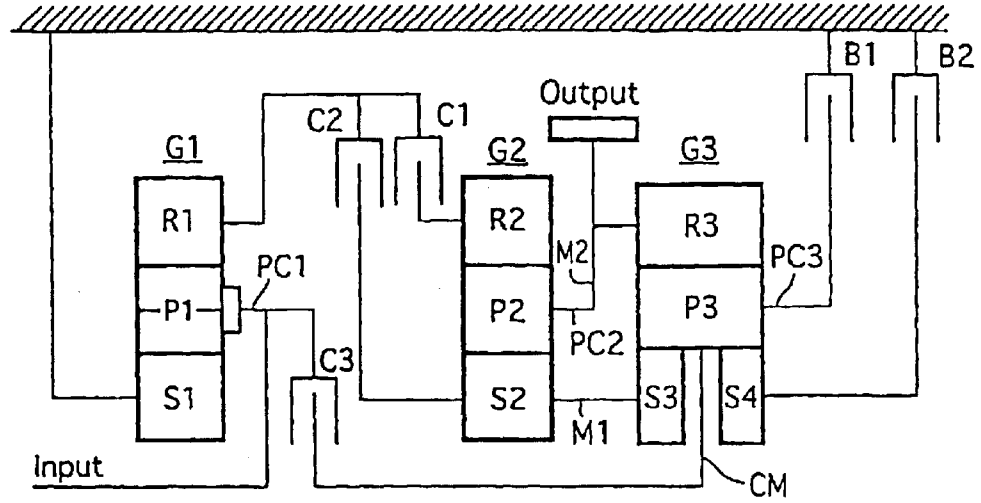 B1
B2
Output
C2
C1
G1
G2
G3
R1
R2
R3
M2
PC1
PC3
P1
P2
P3
PC2
C3
S1
S2
S3
S4
M1
Input
CM